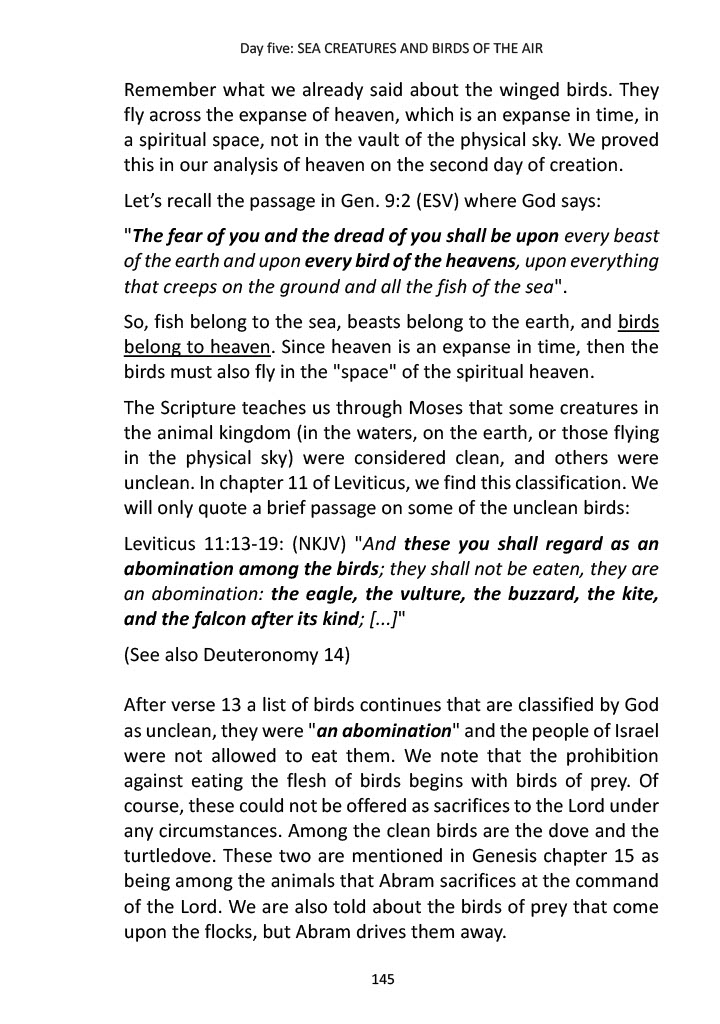 Day five: SEA CREATURES AND BIRDS OF THE AIR
Remember what we already said about the winged birds. They
fly across the expanse of heaven, which is an expanse in time, in
a spiritual space, not in the vault of the physical sky. We proved
this in our analysis of heaven on the second day of creation.
Let’s recall the passage in Gen. 9:2 (ESV) where God says:
"The fear of you and the dread of you shall be upon every beast
of the earth and upon every bird of the heavens, upon everything
that creeps on the ground and all the fish of the sea".
So, fish belong to the sea, beasts belong to the earth, and birds
belong to heaven. Since heaven is an expanse in time, then the
birds must also fly in the "space" of the spiritual heaven.
The Scripture teaches us through Moses that some creatures in
the animal kingdom (in the waters, on the earth, or those flying
in the physical sky) were considered clean, and others were
unclean. In chapter 11 of Leviticus, we find this classification. We
will only quote a brief passage on some of the unclean birds:
Leviticus 11:13-19: (NKJV) "And these you shall regard as an
abomination among the birds; they shall not be eaten, they are
an abomination: the eagle, the vulture, the buzzard, the kite,
and the falcon after its kind; [...]"
(See also Deuteronomy 14)
After verse 13 a list of birds continues that are classified by God
as unclean, they were "an abomination" and the people of Israel
were not allowed to eat them. We note that the prohibition
against eating the flesh of birds begins with birds of prey. Of
course, these could not be offered as sacrifices to the Lord under
any circumstances. Among the clean birds are the dove and the
turtledove. These two are mentioned in Genesis chapter 15 as
being among the animals that Abram sacrifices at the command
of the Lord. We are also told about the birds of prey that come
upon the flocks, but Abram drives them away.
145